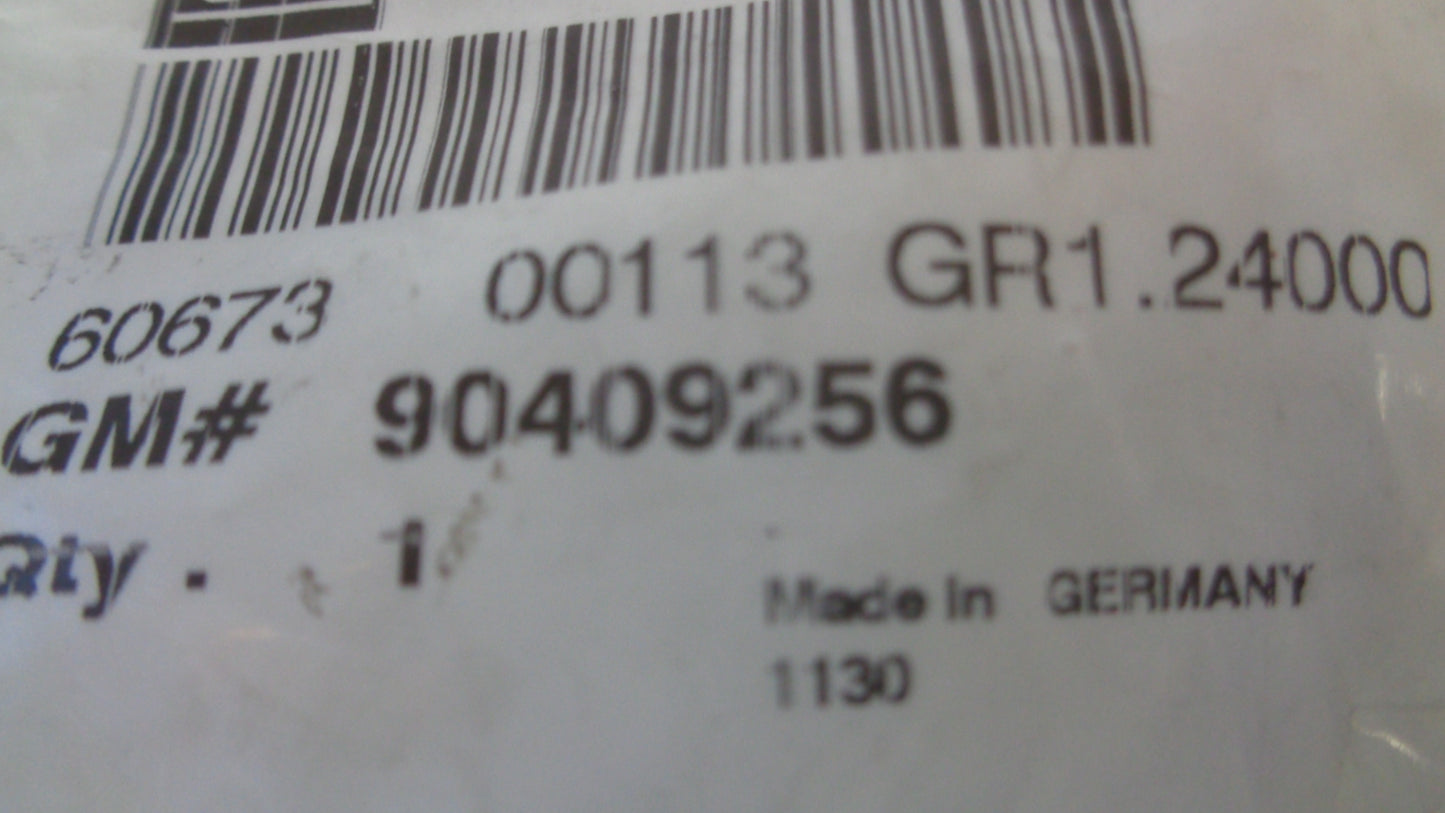 60673 00113 GR1.24000
GM# 90409256
Qty. 1
Made in GERMANY
1130